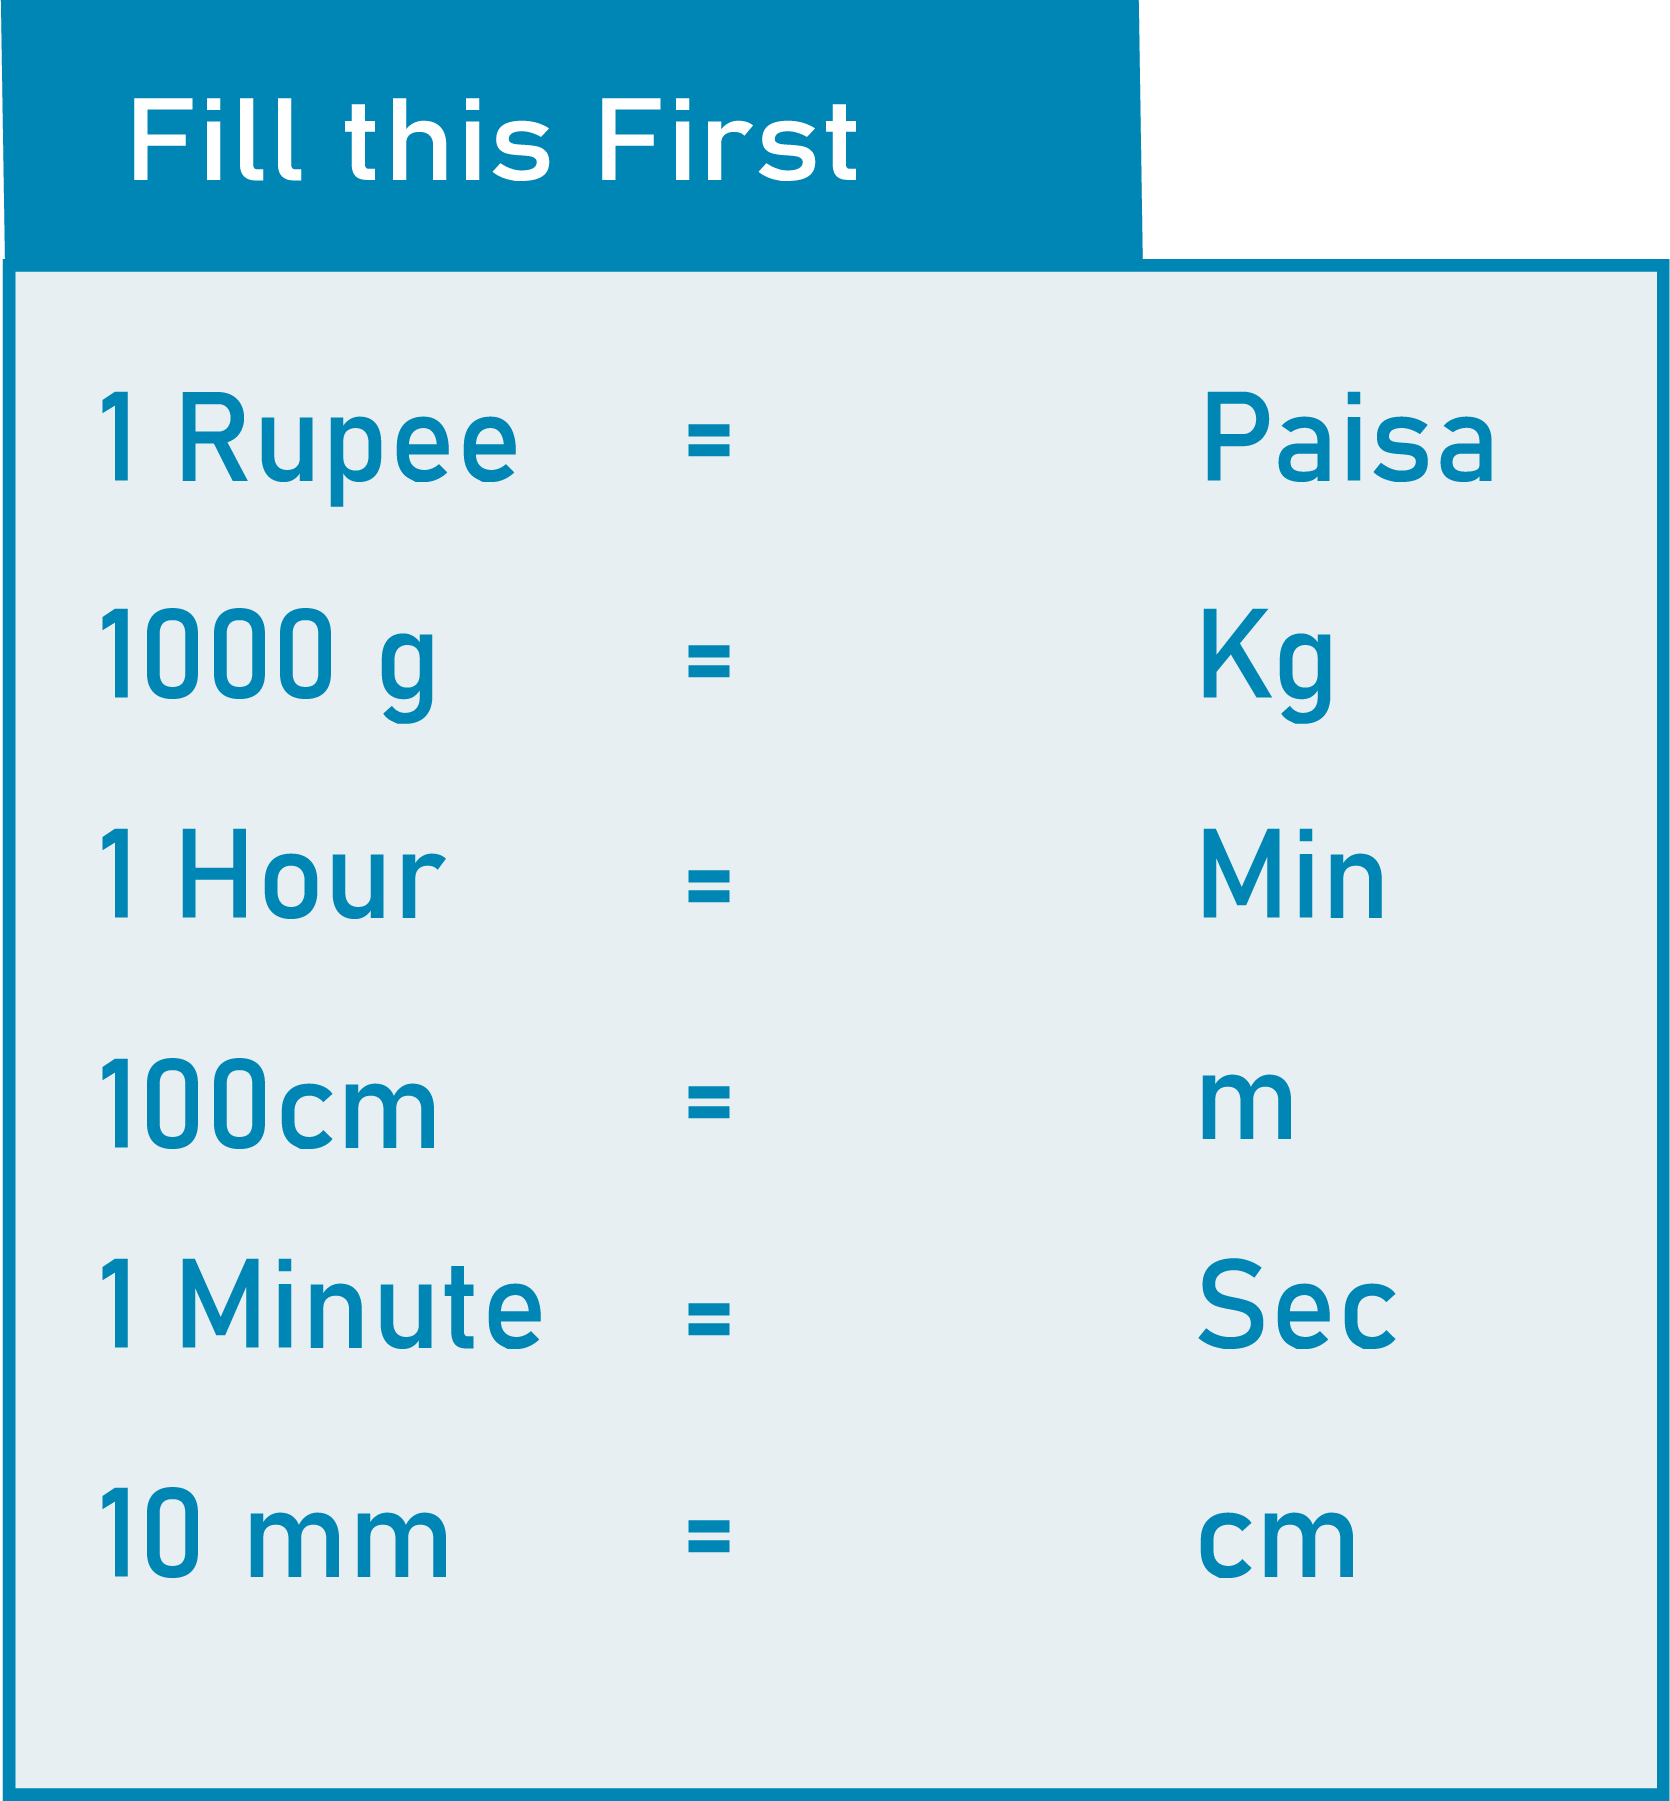 Fill this First
1 Rupee = Paisa
1000 g = Kg
1 Hour = Min
100cm = m
1 Minute = Sec
10 mm = cm